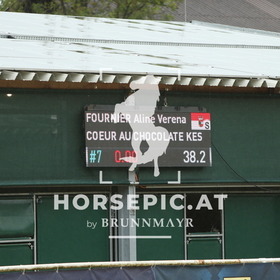 FOURNIER Aline Verena
COEUR AU CHOCOLATE KES
#7 38.2
HORSEPIC.AT
by BRUNNMAYR